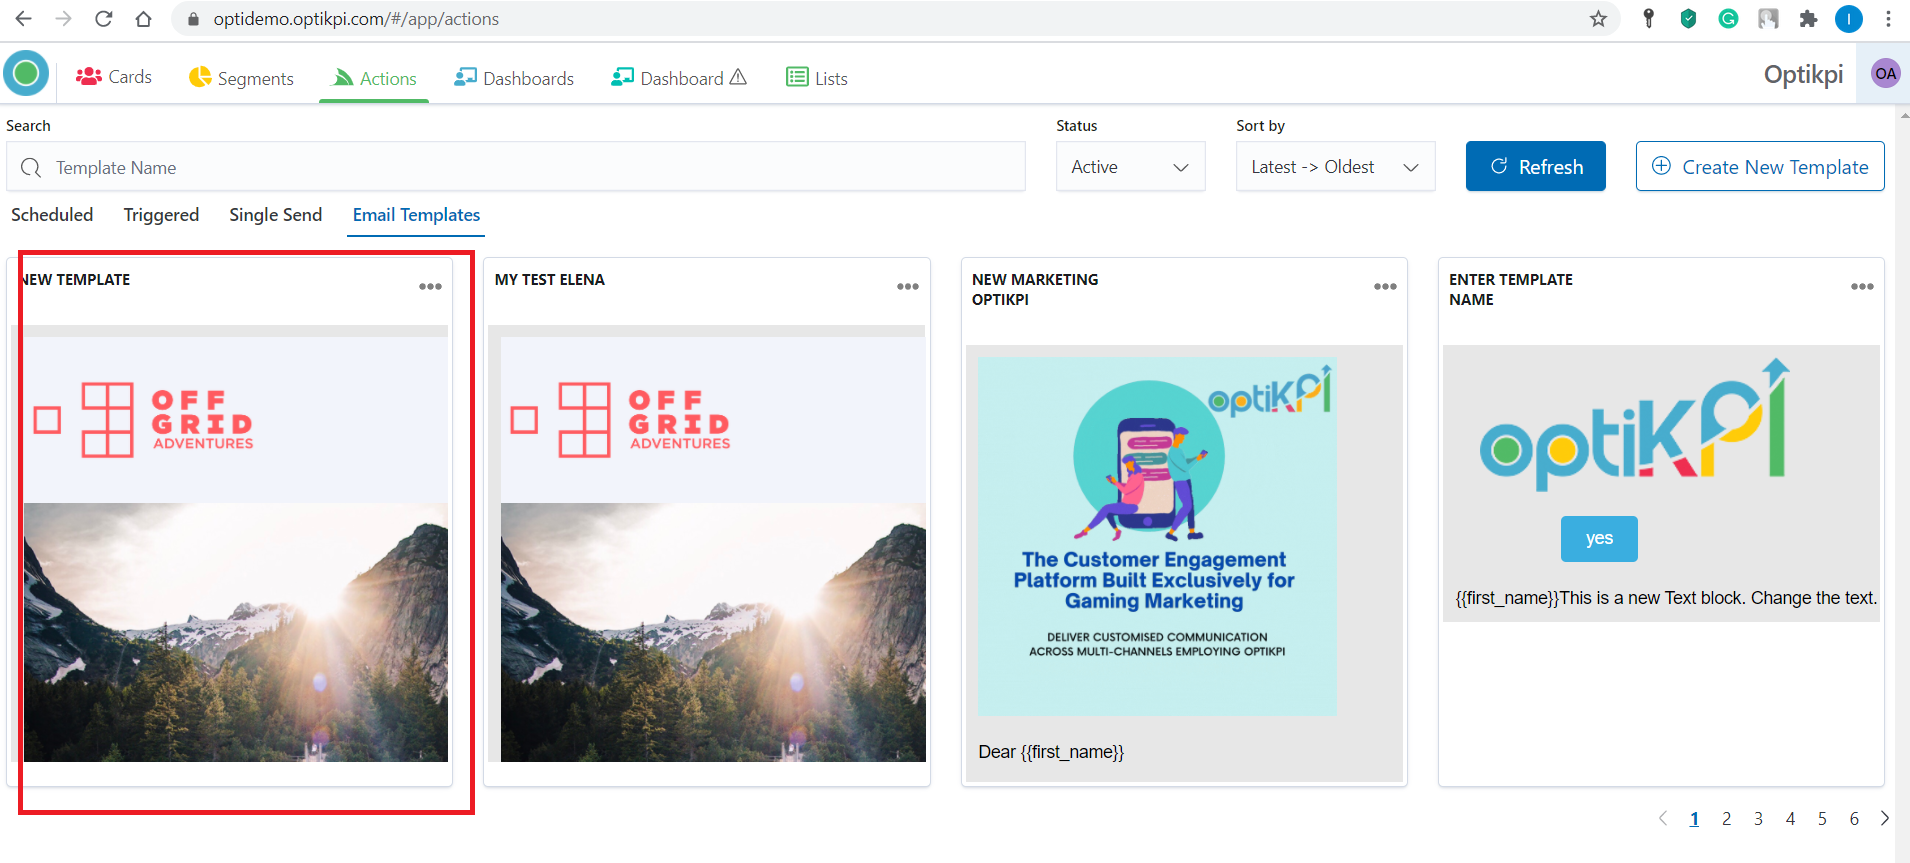 optidemo.optikpi.com/#/app/actions
I
Cards
Segments
Actions
Dashboards
Dashboard
Lists
Optikpi
OA
Search
Status
Sort by
Template Name
Active
Latest -> Oldest
Refresh
Create New Template
Scheduled
Triggered
Single Send
Email Templates
NEW TEMPLATE
OFF
GRID
ADVENTURES
MY TEST ELENA
OFF
GRID
ADVENTURES
NEW MARKETING
OPTIKPI
optiKPI
The Customer Engagement
Platform Built Exclusively for
Gaming Marketing
DELIVER CUSTOMISED COMMUNICATION
ACROSS MULTI-CHANNELS EMPLOYING OPTIKPI
Dear {{first_name}}
ENTER TEMPLATE
NAME
optiKPI
yes
{{first_name}}This is a new Text block. Change the text.
1 2 3 4 5 6